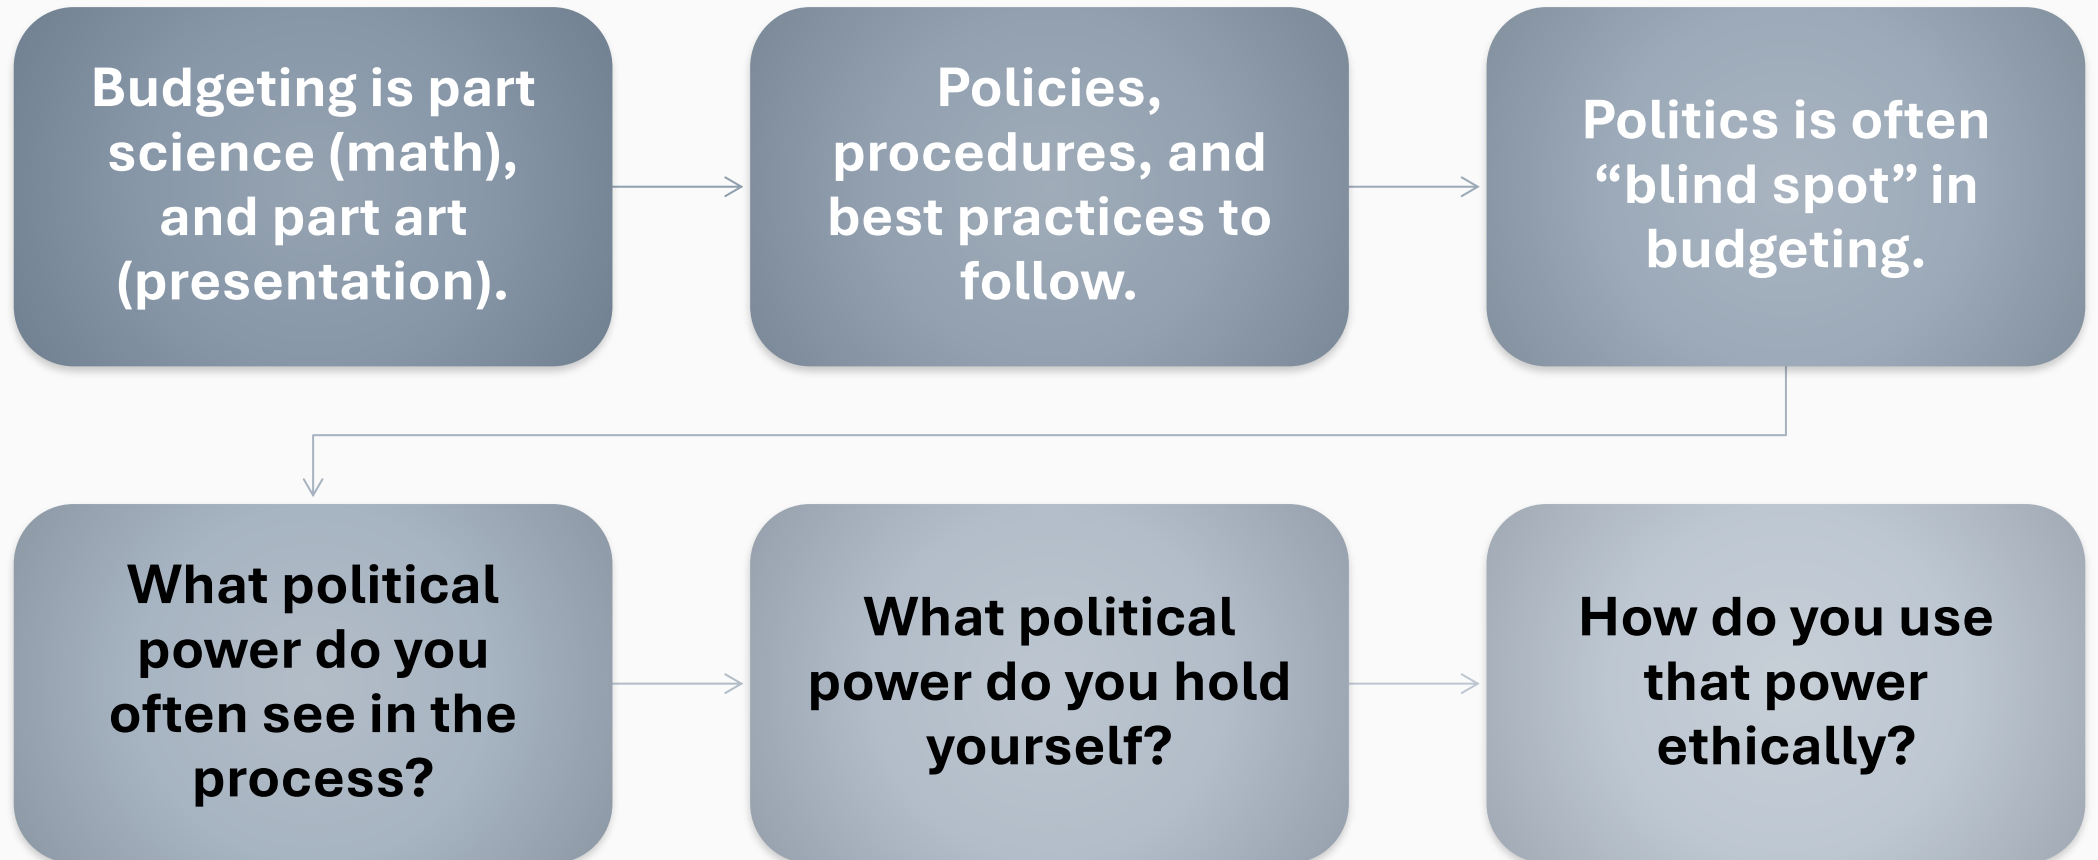 Budgeting is part
science (math),
and part art
(presentation).
Policies,
procedures, and
best practices to
follow.
Politics is often
“blind spot” in
budgeting.
What political
power do you
often see in the
process?
What political
power do you hold
yourself?
How do you use
that power
ethically?